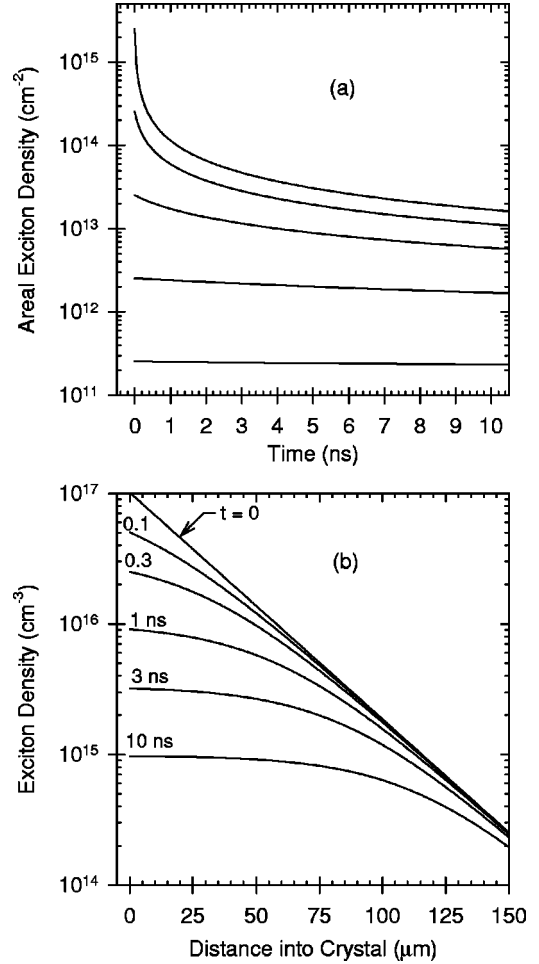 (a)
Areal Exciton Density (cm⁻²)
10¹⁵
10¹⁴
10¹³
10¹²
10¹¹
0 1 2 3 4 5 6 7 8 9 10
Time (ns)
(b)
Exciton Density (cm⁻³)
10¹⁷
10¹⁶
10¹⁵
10¹⁴
t = 0
0.1
0.3
1 ns
3 ns
10 ns
0 25 50 75 100 125 150
Distance into Crystal (μm)